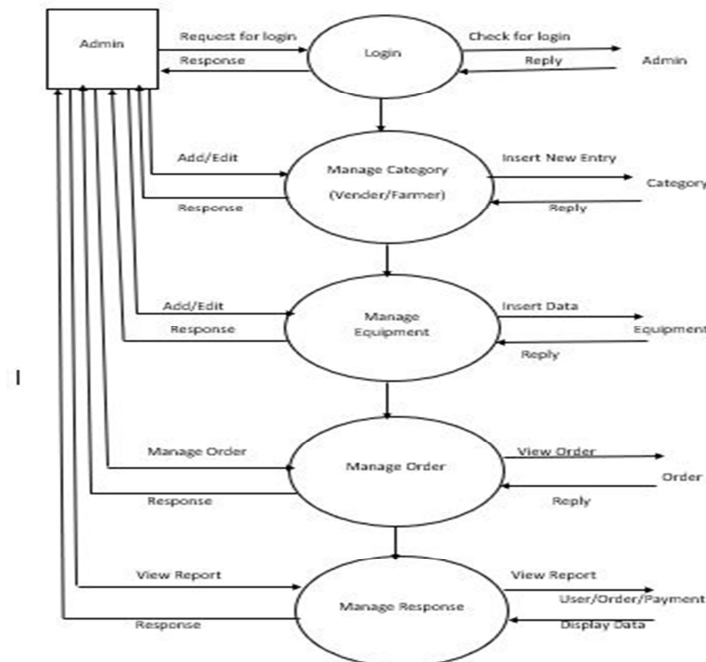 Admin
Request for login
Response
Login
Check for login
Reply
Admin
Add/Edit
Response
Manage Category
(Vender/Farmer)
Insert New Entry
Reply
Category
Add/Edit
Response
Manage
Equipment
Insert Data
Reply
Equipment
Manage Order
Response
Manage Order
View Order
Reply
Order
View Report
Response
Manage Response
View Report
User/Order/Payment
Display Data